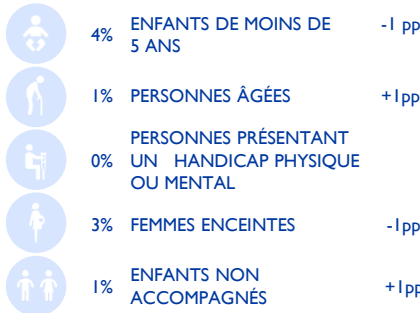 4% ENFANTS DE MOINS DE 5 ANS -1 pp
1% PERSONNES ÂGÉES +1pp
0% PERSONNES PRÉSENTANT UN HANDICAP PHYSIQUE OU MENTAL
3% FEMMES ENCEINTES -1pp
1% ENFANTS NON ACCOMPAGNÉS +1pp